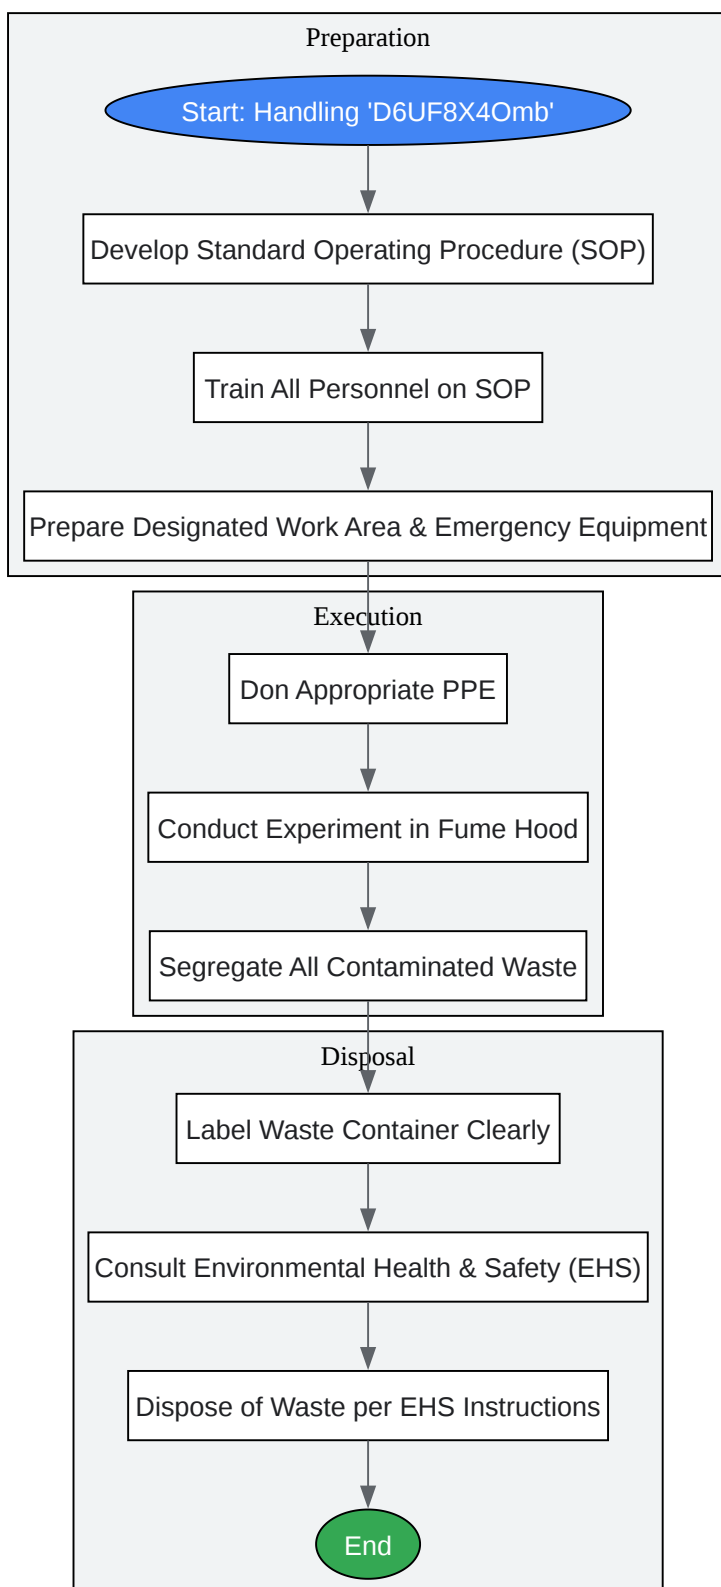 Preparation
Start: Handling 'D6UF8X4Omb'
Develop Standard Operating Procedure (SOP)
Train All Personnel on SOP
Prepare Designated Work Area & Emergency Equipment
Execution
Don Appropriate PPE
Conduct Experiment in Fume Hood
Segregate All Contaminated Waste
Disposal
Label Waste Container Clearly
Consult Environmental Health & Safety (EHS)
Dispose of Waste per EHS Instructions
End